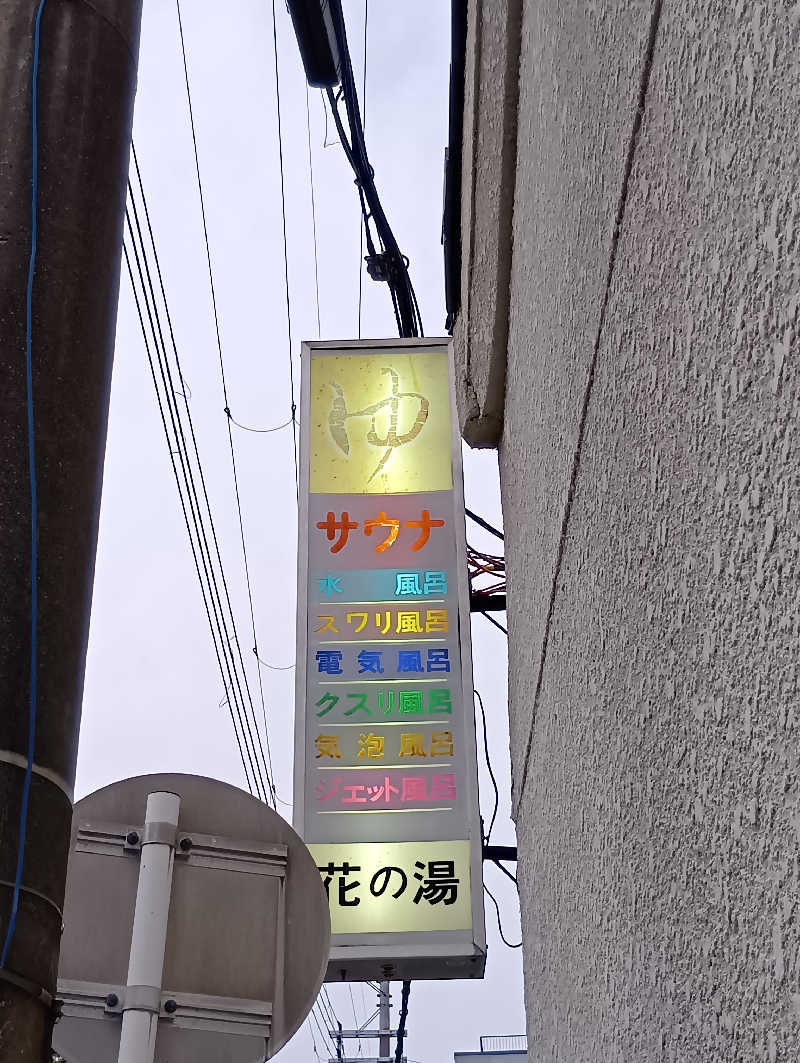 ゆ
サウナ
水 風呂
スワリ風呂
電気風呂
クスリ風呂
気泡風呂
ジェット風呂
花の湯